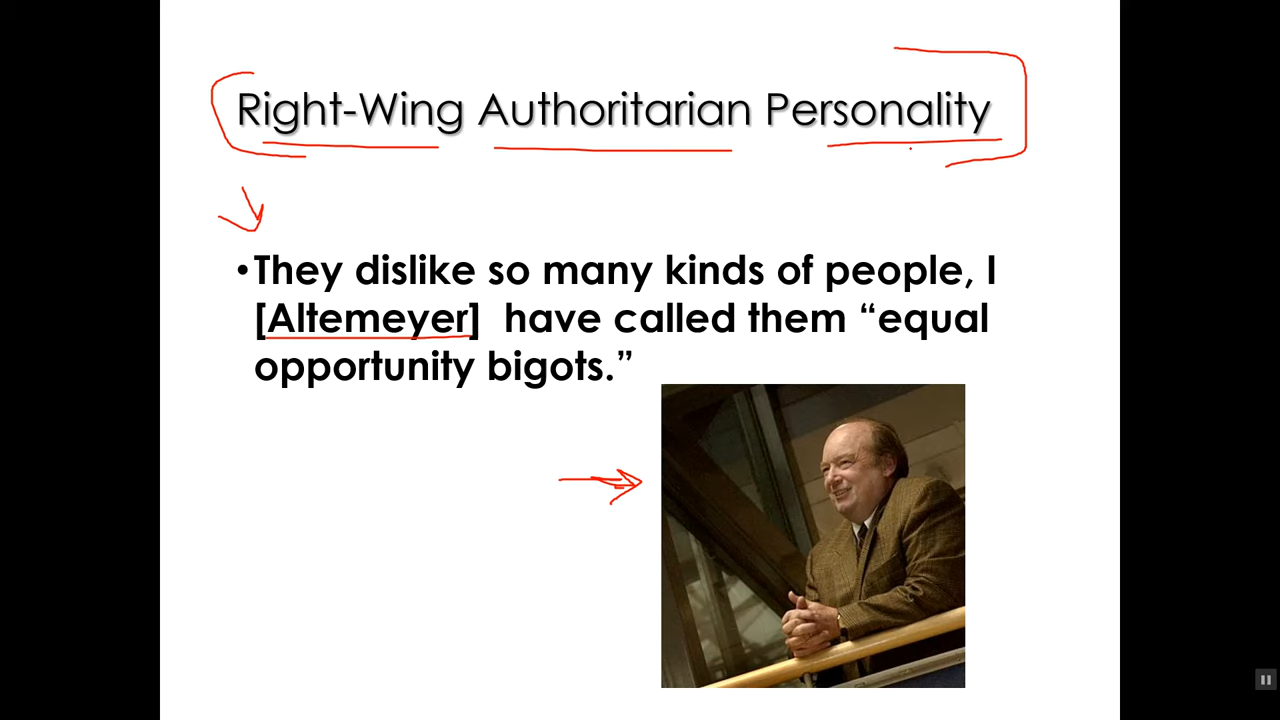 Right-Wing Authoritarian Personality
•They dislike so many kinds of people, I
[Altemeyer]  have called them “equal
opportunity bigots.”